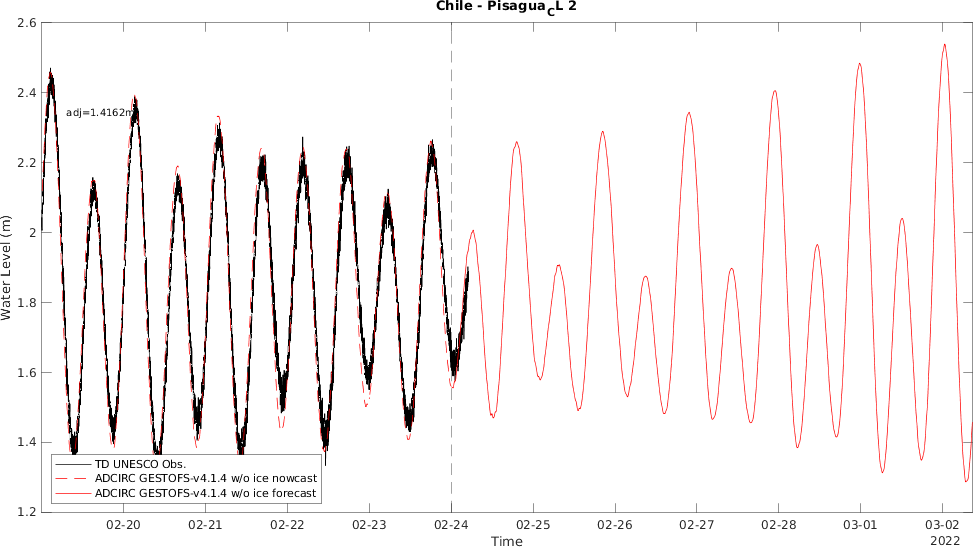 Chile - PisaguaCL 2
2.6
2.4
2.2
2
1.8
1.6
1.4
1.2
Water Level (m)
adj=1.4162m
TD UNESCO Obs.
ADCIRC GESTOFS-v4.1.4 w/o ice nowcast
ADCIRC GESTOFS-v4.1.4 w/o ice forecast
02-20 02-21 02-22 02-23 02-24 02-25 02-26 02-27 02-28 03-01 03-02
2022
Time